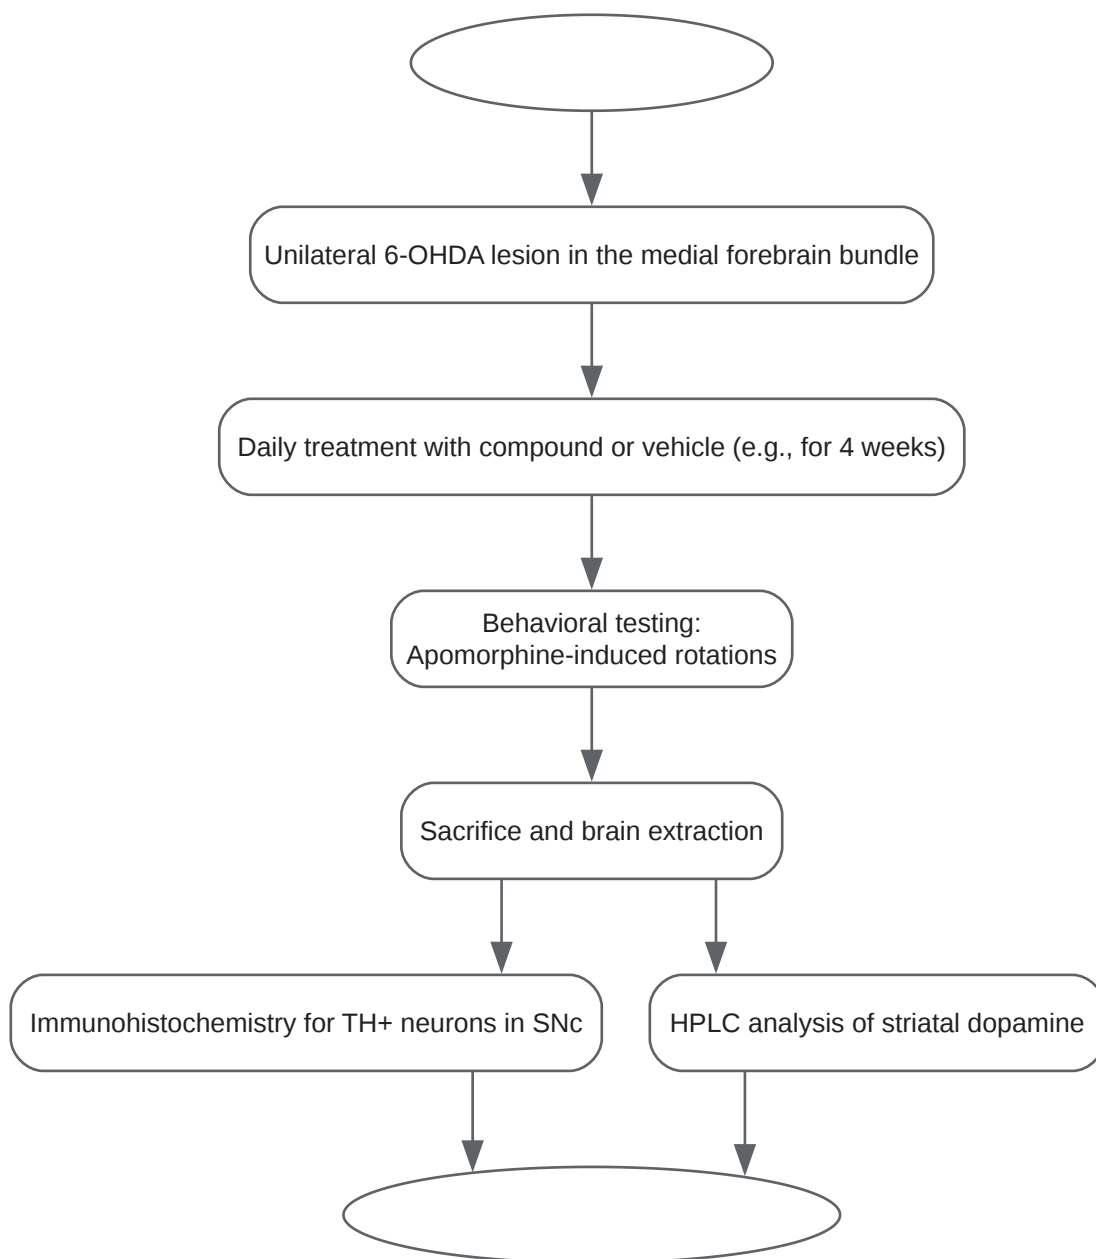 Unilateral 6-OHDA lesion in the medial forebrain bundle
Daily treatment with compound or vehicle (e.g., for 4 weeks)
Behavioral testing:
Apomorphine-induced rotations
Sacrifice and brain extraction
Immunohistochemistry for TH+ neurons in SNc
HPLC analysis of striatal dopamine